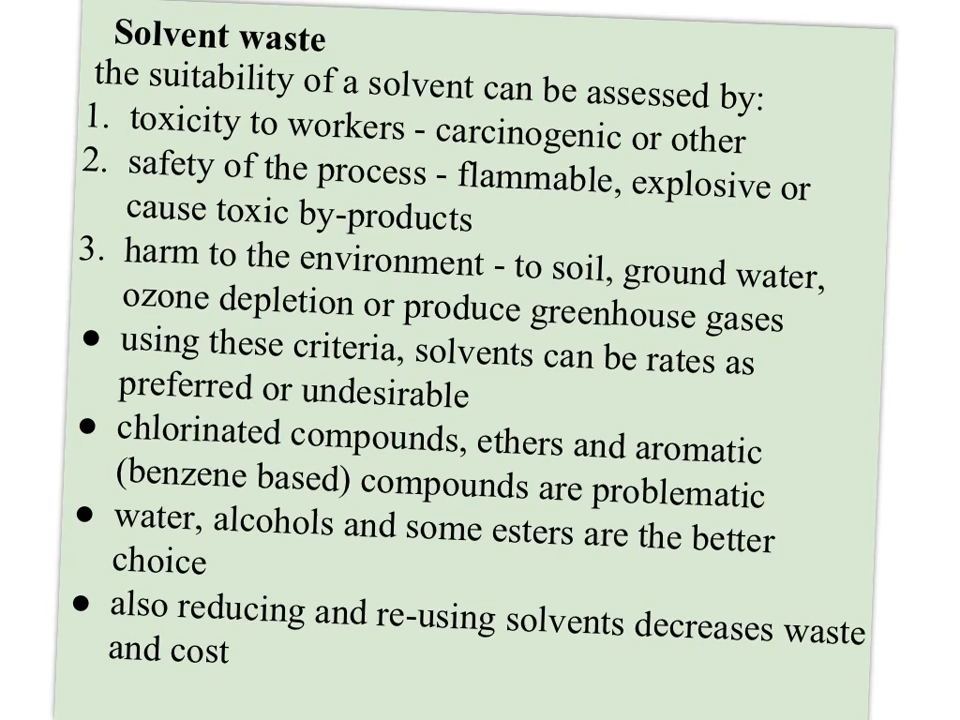 Solvent waste
the suitability of a solvent can be assessed by:
1. toxicity to workers - carcinogenic or other
2. safety of the process - flammable, explosive or
cause toxic by-products
3. harm to the environment - to soil, ground water,
ozone depletion or produce greenhouse gases
● using these criteria, solvents can be rates as
preferred or undesirable
● chlorinated compounds, ethers and aromatic
(benzene based) compounds are problematic
● water, alcohols and some esters are the better
choice
● also reducing and re-using solvents decreases waste
and cost